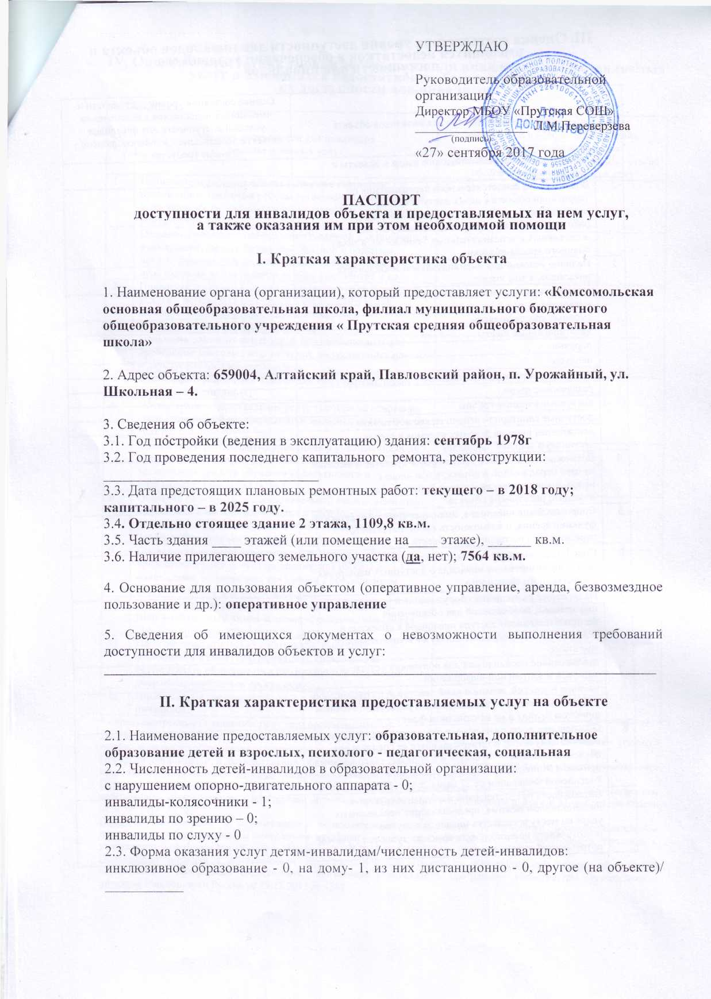 УТВЕРЖДАЮ
Руководитель образовательной
организации
Директор МБОУ «Прутская СОШ»
_________________ Л.М.Переверзева
(подпись)
«27» сентября 2017 года
ДЛЯ
ДОКУМЕНТОВ
ПАСПОРТ
доступности для инвалидов объекта и предоставляемых на нем услуг,
а также оказания им при этом необходимой помощи
I. Краткая характеристика объекта
1. Наименование органа (организации), который предоставляет услуги: «Комсомольская
основная общеобразовательная школа, филиал муниципального бюджетного
общеобразовательного учреждения « Прутская средняя общеобразовательная
школа»
2. Адрес объекта: 659004, Алтайский край, Павловский район, п. Урожайный, ул.
Школьная – 4.
3. Сведения об объекте:
3.1. Год постройки (ведения в эксплуатацию) здания: сентябрь 1978г
3.2. Год проведения последнего капитального ремонта, реконструкции:
______________________________
3.3. Дата предстоящих плановых ремонтных работ: текущего – в 2018 году;
капитального – в 2025 году.
3.4. Отдельно стоящее здание 2 этажа, 1109,8 кв.м.
3.5. Часть здания ____ этажей (или помещение на____ этаже), ______ кв.м.
3.6. Наличие прилегающего земельного участка (да, нет); 7564 кв.м.
4. Основание для пользования объектом (оперативное управление, аренда, безвозмездное
пользование и др.): оперативное управление
5. Сведения об имеющихся документах о невозможности выполнения требований
доступности для инвалидов объектов и услуг:
II. Краткая характеристика предоставляемых услуг на объекте
2.1. Наименование предоставляемых услуг: образовательная, дополнительное
образование детей и взрослых, психолого - педагогическая, социальная
2.2. Численность детей-инвалидов в образовательной организации:
с нарушением опорно-двигательного аппарата - 0;
инвалиды-колясочники - 1;
инвалиды по зрению – 0;
инвалиды по слуху - 0
2.3. Форма оказания услуг детям-инвалидам/численность детей-инвалидов:
инклюзивное образование - 0, на дому- 1, из них дистанционно - 0, другое (на объекте)/
___________